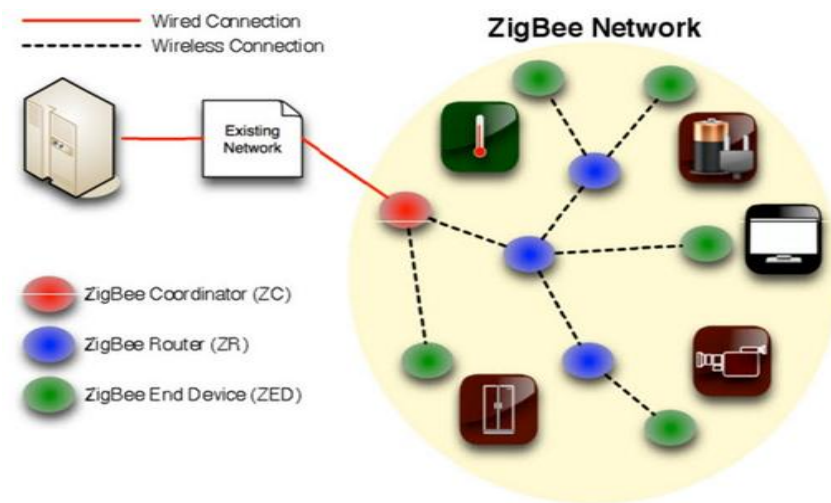 Wired Connection
Wireless Connection
ZigBee Network
Existing
Network
ZigBee Coordinator (ZC)
ZigBee Router (ZR)
ZigBee End Device (ZED)